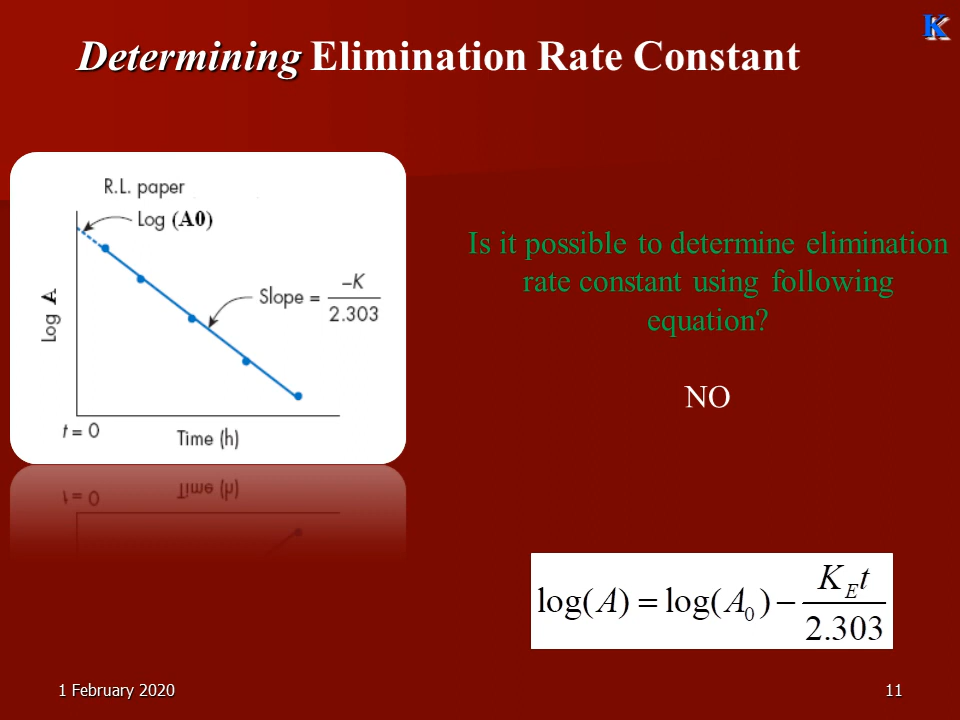 K
Determining Elimination Rate Constant
R.L. paper
Log (A0)
Slope = –K / 2.303
Log A
t = 0
Time (h)
Is it possible to determine elimination
rate constant using following
equation?
NO
log(A) = log(A₀) − K_E t / 2.303
1 February 2020
11